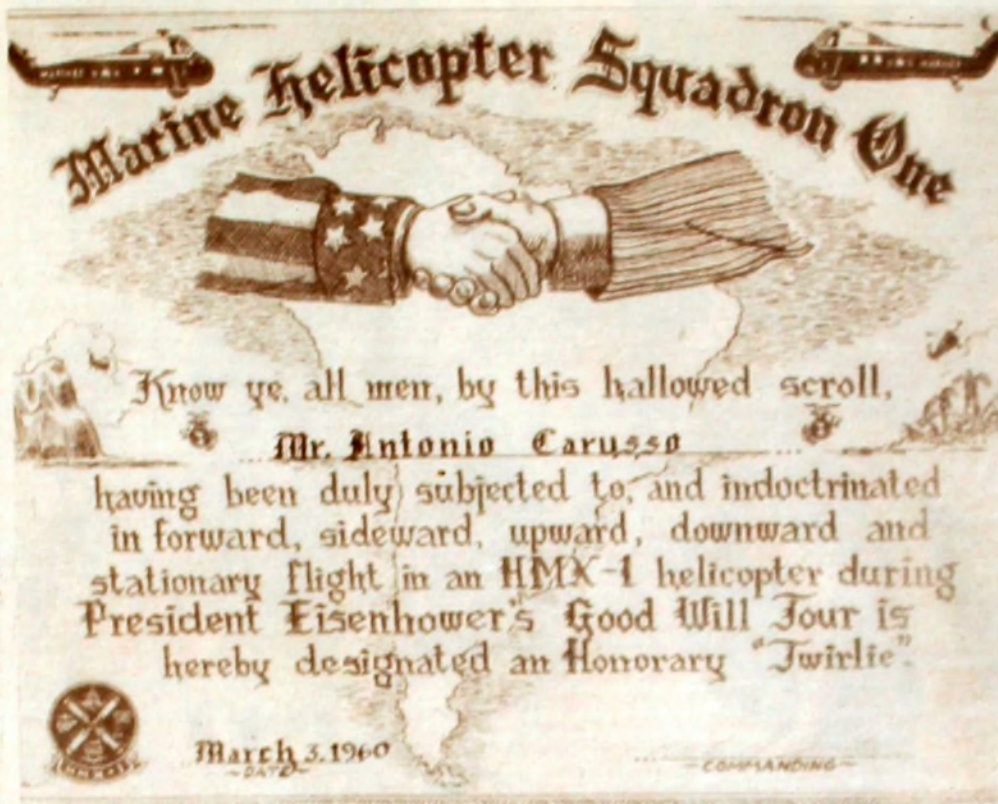 Marine Helicopter Squadron One
Know ye, all men, by this hallowed scroll,
Mr. Antonio Carusso
having been duly subjected to, and indoctrinated
in forward, sideward, upward, downward and
stationary flight in an HMX-1 helicopter during
President Eisenhower's Good Will Tour is
hereby designated an Honorary "Twirlie".
March 3, 1960
DATE
COMMANDING